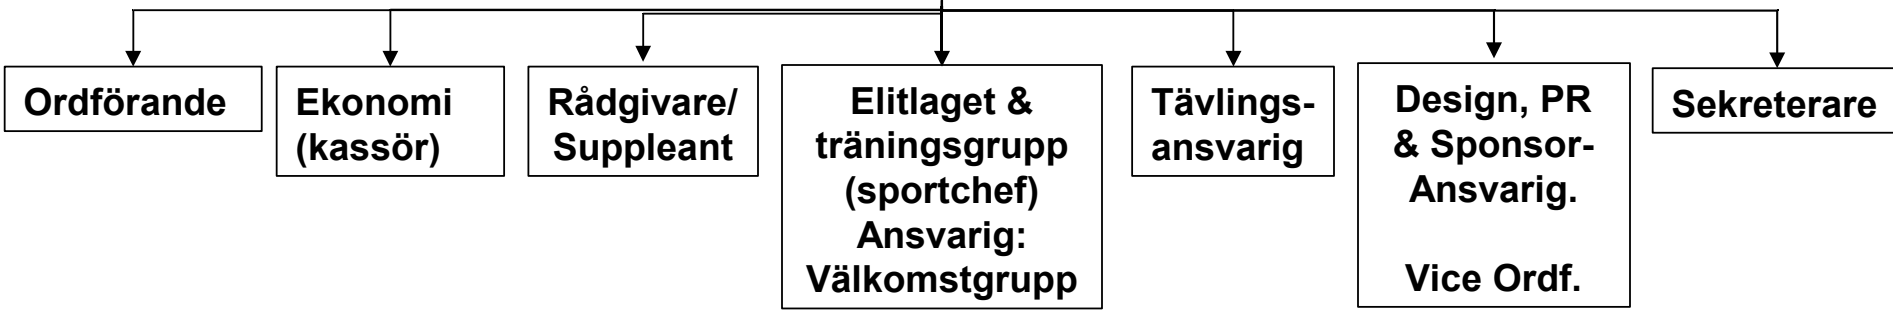 Ordförande
Ekonomi
(kassör)
Rådgivare/
Suppleant
Elitlaget &
träningsgrupp
(sportchef)
Ansvarig:
Välkomstgrupp
Tävlings-
ansvarig
Design, PR
& Sponsor-
Ansvarig.
Vice Ordf.
Sekreterare